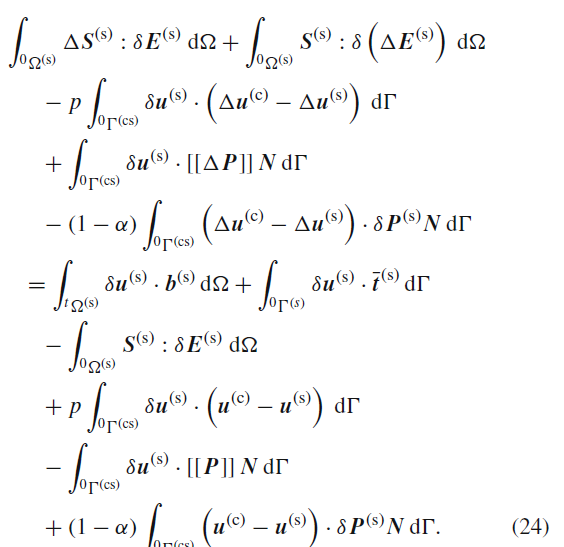 ∫_{⁰Ω^{(s)}} ΔS^{(s)} : δE^{(s)} dΩ + ∫_{⁰Ω^{(s)}} S^{(s)} : δ(ΔE^{(s)}) dΩ
− p ∫_{⁰Γ^{(cs)}} δu^{(s)} · (Δu^{(c)} − Δu^{(s)}) dΓ
+ ∫_{⁰Γ^{(cs)}} δu^{(s)} · [[ΔP]] N dΓ
− (1 − α) ∫_{⁰Γ^{(cs)}} (Δu^{(c)} − Δu^{(s)}) · δP^{(s)} N dΓ
= ∫_{ᵗΩ^{(s)}} δu^{(s)} · b^{(s)} dΩ + ∫_{⁰Γ^{(s)}} δu^{(s)} · t̄^{(s)} dΓ
− ∫_{⁰Ω^{(s)}} S^{(s)} : δE^{(s)} dΩ
+ p ∫_{⁰Γ^{(cs)}} δu^{(s)} · (u^{(c)} − u^{(s)}) dΓ
− ∫_{⁰Γ^{(cs)}} δu^{(s)} · [[P]] N dΓ
+ (1 − α) ∫_{⁰Γ^{(cs)}} (u^{(c)} − u^{(s)}) · δP^{(s)} N dΓ. (24)